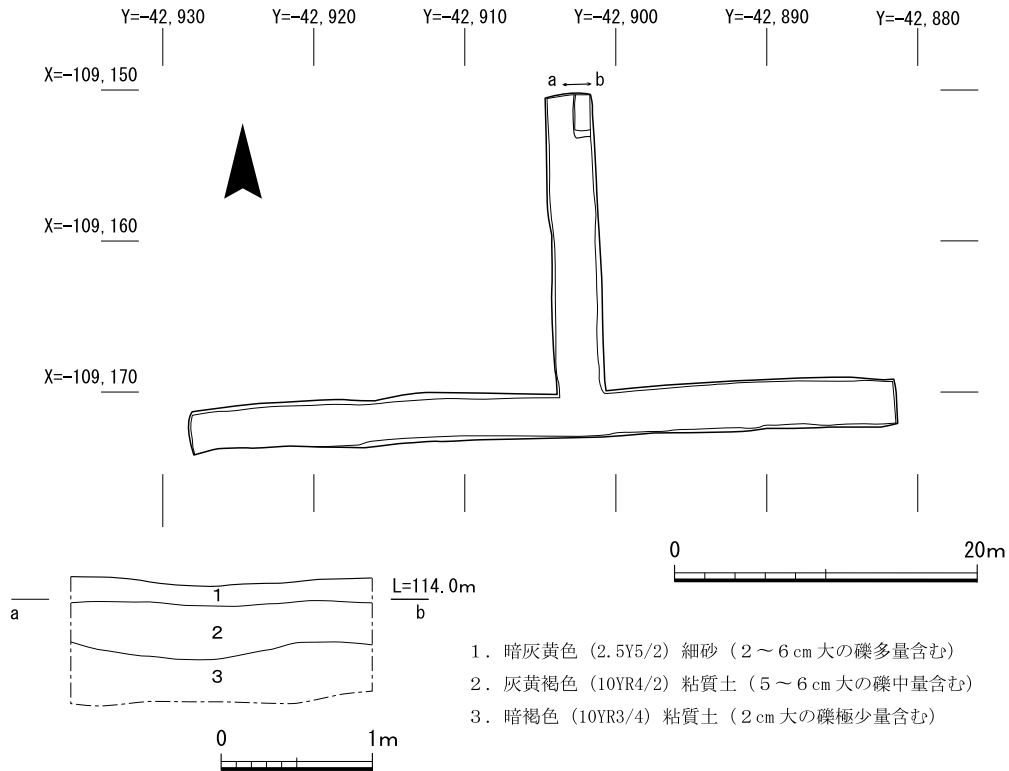 Y=-42,930 Y=-42,920 Y=-42,910 Y=-42,900 Y=-42,890 Y=-42,880
X=-109,150
a b
X=-109,160
X=-109,170
0 20m
L=114.0m
a b
1
2
3
1．暗灰黄色（2.5Y5/2）細砂（２～６㎝大の礫多量含む）
2．灰黄褐色（10YR4/2）粘質土（５～６㎝大の礫中量含む）
3．暗褐色（10YR3/4）粘質土（２㎝大の礫極少量含む）
0 1m